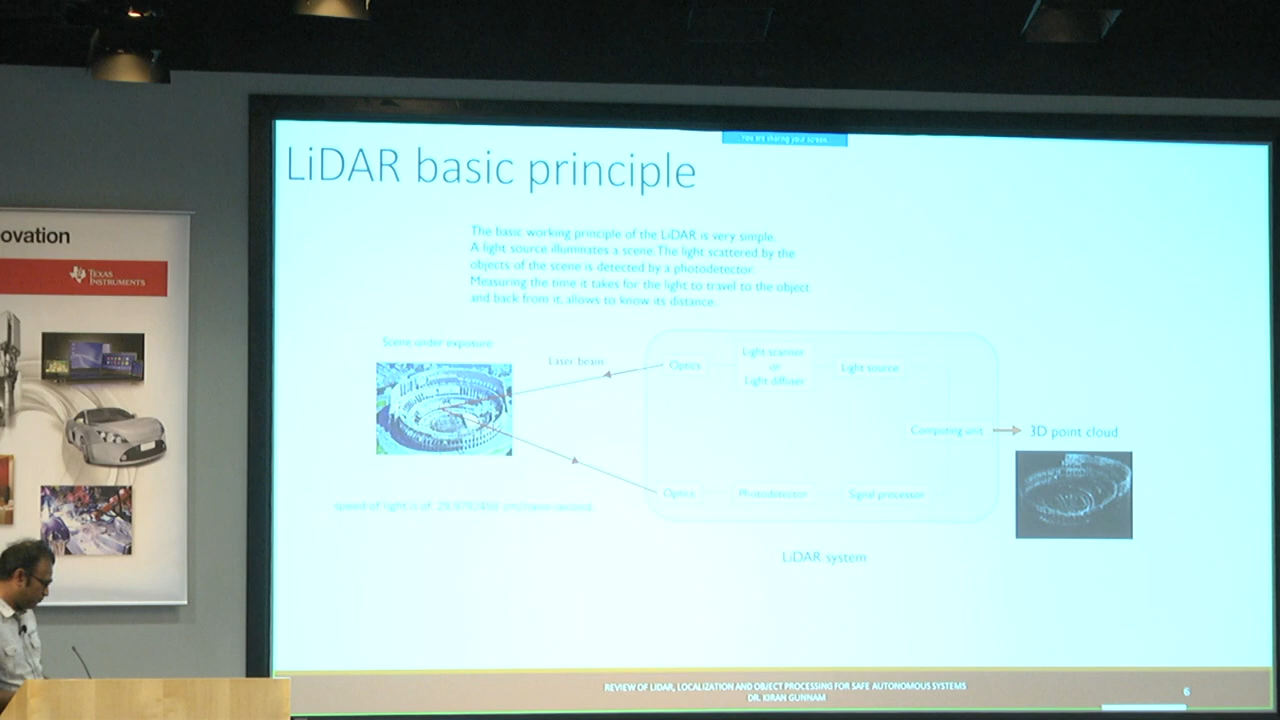 You are sharing your screen
LiDAR basic principle
ovation
TEXAS
INSTRUMENTS
The basic working principle of the LiDAR is very simple.
A light source illuminates a scene. The light scattered by the
objects of the scene is detected by a photodetector.
Measuring the time it takes for the light to travel to the object
and back from it, allows to know its distance.
Scene under exposure
Laser beam
Optics
Light scanner
or
Light diffuser
Light source
Computing unit
3D point cloud
Optics
Photodetector
Signal processor
speed of light is of
LiDAR system
REVIEW OF LIDAR, LOCALIZATION AND OBJECT PROCESSING FOR SAFE AUTONOMOUS SYSTEMS
DR. KIRAN GUNNAM
6